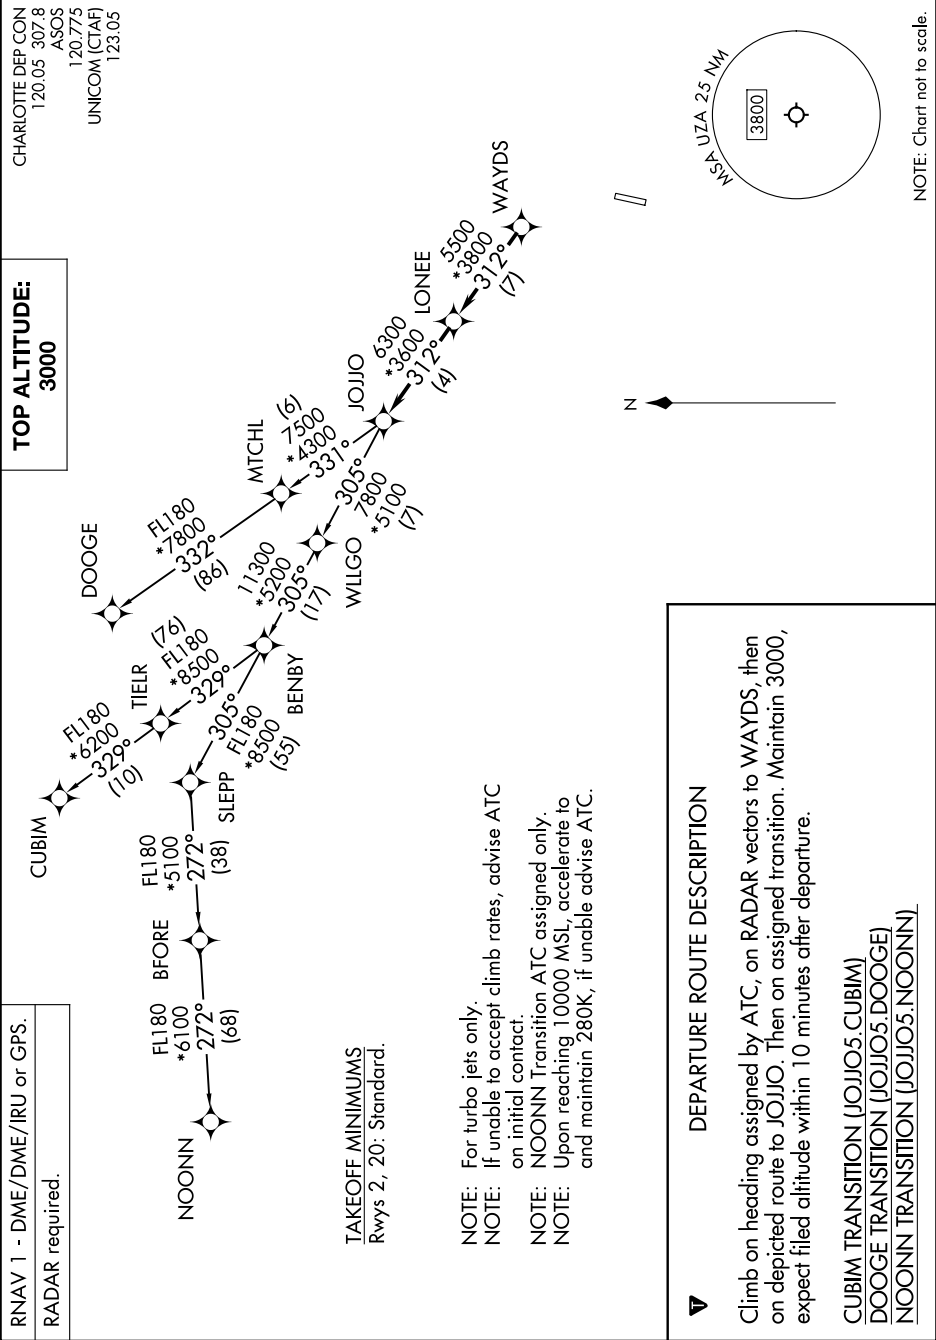 RNAV 1 - DME/DME/IRU or GPS.
RADAR required.
TOP ALTITUDE:
3000
CHARLOTTE DEP CON
120.05 307.8
ASOS
120.775
UNICOM (CTAF)
123.05
CUBIM
FL180
*6200
329°
(10)
TIELR
(76)
FL180
*8500
329°
DOOGE
FL180
*7800
332°
(86)
MTCHL
(6)
7500
*4300
331°
JOJJO
6300
*3600
312°
(4)
LONEE
5500
*3800
312°
(7)
WAYDS
NOONN
FL180
*6100
272°
(68)
BFORE
FL180
*5100
272°
(38)
SLEPP
305°
FL180
*8500
(55)
BENBY
11300
*5200
305°
(17)
WLLGO
305°
7800
*5100
(7)
N
MSA UZA 25 NM
3800
TAKEOFF MINIMUMS
Rwys 2, 20: Standard.
NOTE: For turbo jets only.
NOTE: If unable to accept climb rates, advise ATC
on initial contact.
NOTE: NOONN Transition ATC assigned only.
NOTE: Upon reaching 10000 MSL, accelerate to
and maintain 280K, if unable advise ATC.
T
DEPARTURE ROUTE DESCRIPTION
Climb on heading assigned by ATC, on RADAR vectors to WAYDS, then
on depicted route to JOJJO. Then on assigned transition. Maintain 3000,
expect filed altitude within 10 minutes after departure.
CUBIM TRANSITION (JOJJO5.CUBIM)
DOOGE TRANSITION (JOJJO5.DOOGE)
NOONN TRANSITION (JOJJO5.NOONN)
NOTE: Chart not to scale.